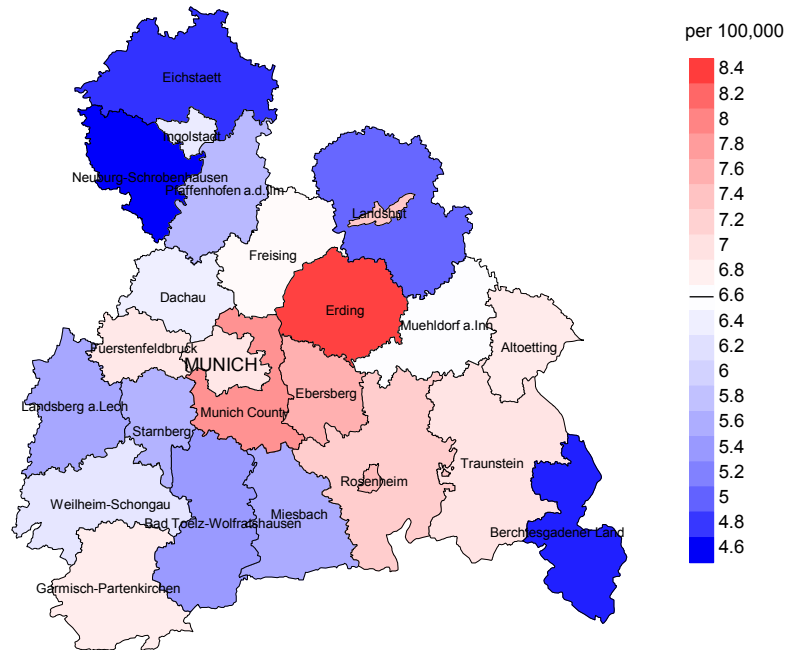 per 100,000
8.4
8.2
8
7.8
7.6
7.4
7.2
7
6.8
6.6
6.4
6.2
6
5.8
5.6
5.4
5.2
5
4.8
4.6
Eichstaett
Ingolstadt
Neuburg-Schrobenhausen
Pfaffenhofen a.d.Ilm
Landshut
Freising
Dachau
Erding
Muehldorf a.Inn
Fuerstenfeldbruck
Altoetting
MUNICH
Ebersberg
Landsberg a.Lech
Munich County
Starnberg
Traunstein
Rosenheim
Weilheim-Schongau
Miesbach
Bad Toelz-Wolfratshausen
Berchtesgadener Land
Garmisch-Partenkirchen